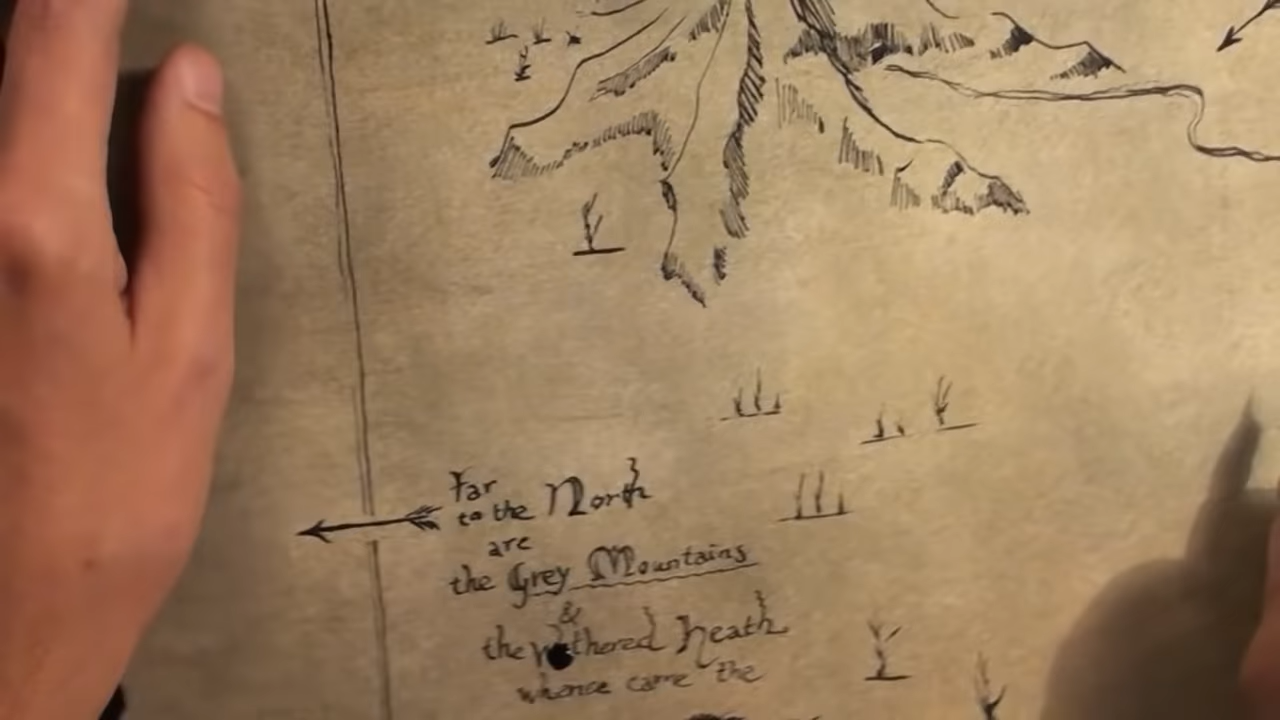 Far
to the North
are
the Grey Mountains
&
the withered Heath
whence came the